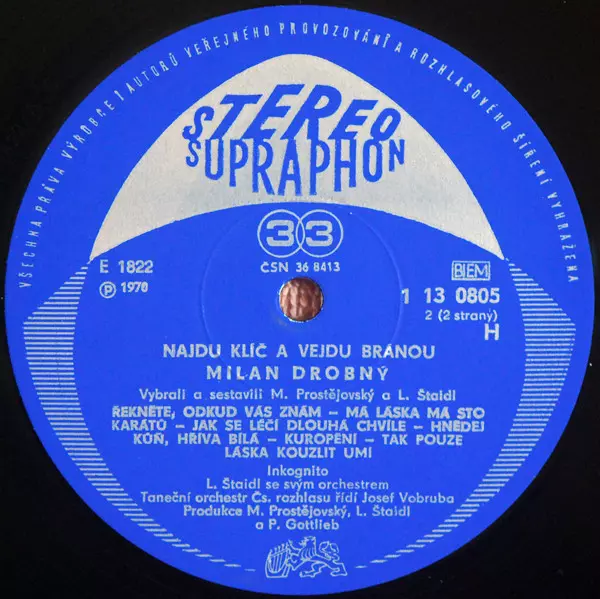 VŠECHNA PRÁVA VÝROBCE I AUTORŮ VEŘEJNÉHO PROVOZOVÁNÍ A ROZHLASOVÉHO ŠÍŘENÍ VYHRAŽENA
STEREO
SUPRAPHON
33
E 1822
ČSN 36 8413
BIEM
Ⓟ 1970
1 13 0805
2 (2 strany)
H
NAJDU KLÍČ A VEJDU BRÁNOU
MILAN DROBNÝ
Vybrali a sestavili M. Prostějovský a L. Štaidl
ŘEKNĚTE, ODKUD VÁS ZNÁM – MÁ LÁSKA MÁ STO
KARÁTŮ – JAK SE LÉČÍ DLOUHÁ CHVÍLE – HNĚDEJ
KŮŇ, HŘÍVA BÍLÁ – KUROPĚNÍ – TAK POUZE
LÁSKA KOUZLIT UMÍ
Inkognito
L. Štaidl se svým orchestrem
Taneční orchestr Čs. rozhlasu řídí Josef Vobruba
Produkce M. Prostějovský, L. Štaidl
a P. Gottlieb